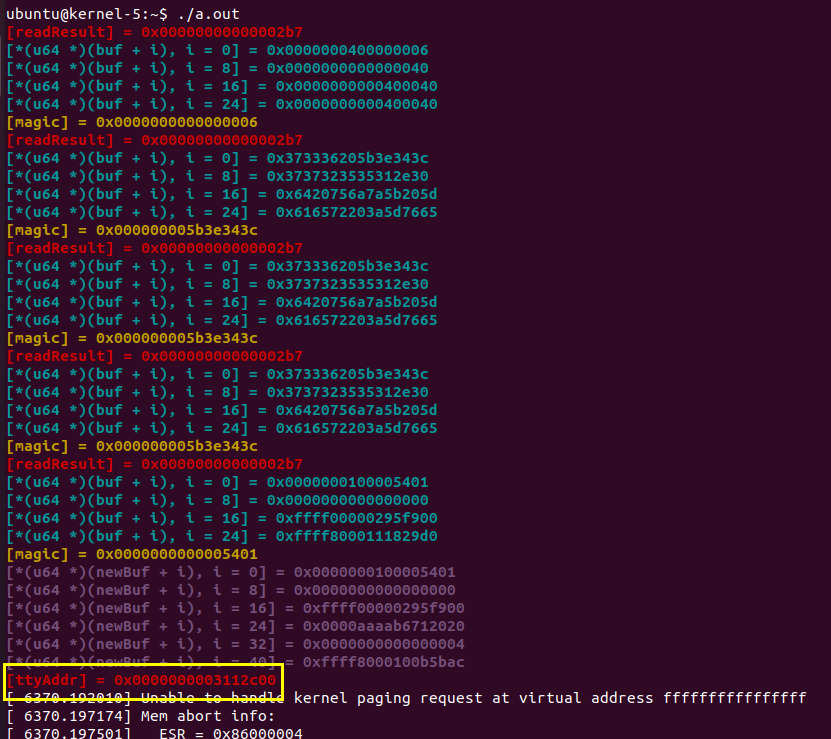 ubuntu@kernel-5:~$ ./a.out
[readResult] = 0x00000000000002b7
[*(u64 *)(buf + i), i = 0] = 0x0000000400000006
[*(u64 *)(buf + i), i = 8] = 0x0000000000000040
[*(u64 *)(buf + i), i = 16] = 0x0000000000400040
[*(u64 *)(buf + i), i = 24] = 0x0000000000400040
[magic] = 0x0000000000000006
[readResult] = 0x00000000000002b7
[*(u64 *)(buf + i), i = 0] = 0x373336205b3e343c
[*(u64 *)(buf + i), i = 8] = 0x3737323535312e30
[*(u64 *)(buf + i), i = 16] = 0x6420756a7a5b205d
[*(u64 *)(buf + i), i = 24] = 0x616572203a5d7665
[magic] = 0x000000005b3e343c
[readResult] = 0x00000000000002b7
[*(u64 *)(buf + i), i = 0] = 0x373336205b3e343c
[*(u64 *)(buf + i), i = 8] = 0x3737323535312e30
[*(u64 *)(buf + i), i = 16] = 0x6420756a7a5b205d
[*(u64 *)(buf + i), i = 24] = 0x616572203a5d7665
[magic] = 0x000000005b3e343c
[readResult] = 0x00000000000002b7
[*(u64 *)(buf + i), i = 0] = 0x373336205b3e343c
[*(u64 *)(buf + i), i = 8] = 0x3737323535312e30
[*(u64 *)(buf + i), i = 16] = 0x6420756a7a5b205d
[*(u64 *)(buf + i), i = 24] = 0x616572203a5d7665
[magic] = 0x000000005b3e343c
[readResult] = 0x00000000000002b7
[*(u64 *)(buf + i), i = 0] = 0x0000000100005401
[*(u64 *)(buf + i), i = 8] = 0x0000000000000000
[*(u64 *)(buf + i), i = 16] = 0xffff00000295f900
[*(u64 *)(buf + i), i = 24] = 0xffff8000111829d0
[magic] = 0x0000000000005401
[*(u64 *)(newBuf + i), i = 0] = 0x0000000100005401
[*(u64 *)(newBuf + i), i = 8] = 0x0000000000000000
[*(u64 *)(newBuf + i), i = 16] = 0xffff00000295f900
[*(u64 *)(newBuf + i), i = 24] = 0x0000aaaab6712020
[*(u64 *)(newBuf + i), i = 32] = 0x0000000000000004
[*(u64 *)(newBuf + i), i = 40] = 0xffff8000100b5bac
[ttyAddr] = 0x0000000003112c00
[ 6370.192010] Unable to handle kernel paging request at virtual address ffffffffffffffff
[ 6370.197174] Mem abort info:
[ 6370.197501]   ESR = 0x86000004